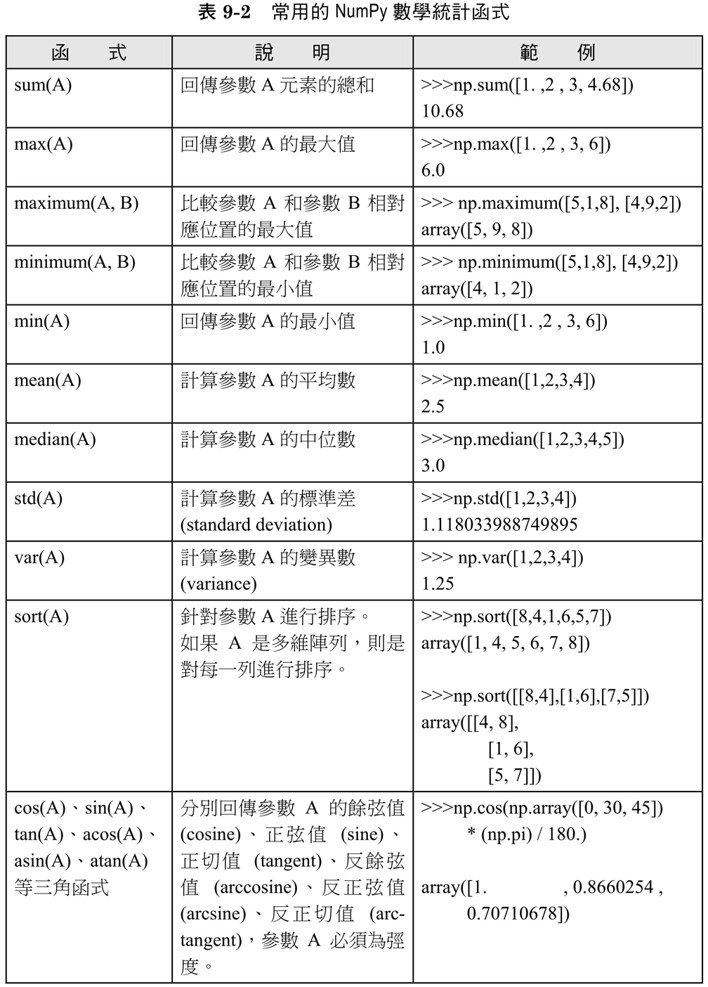 表 9-2 常用的 NumPy 數學統計函式
函 式 說 明 範 例
sum(A) 回傳參數 A 元素的總和 >>>np.sum([1. ,2 , 3, 4.68])
10.68
max(A) 回傳參數 A 的最大值 >>>np.max([1. ,2 , 3, 6])
6.0
maximum(A, B) 比較參數 A 和參數 B 相對 >>> np.maximum([5,1,8], [4,9,2])
應位置的最大值 array([5, 9, 8])
minimum(A, B) 比較參數 A 和參數 B 相對 >>> np.minimum([5,1,8], [4,9,2])
應位置的最小值 array([4, 1, 2])
min(A) 回傳參數 A 的最小值 >>>np.min([1. ,2 , 3, 6])
1.0
mean(A) 計算參數 A 的平均數 >>>np.mean([1,2,3,4])
2.5
median(A) 計算參數 A 的中位數 >>>np.median([1,2,3,4,5])
3.0
std(A) 計算參數 A 的標準差 >>>np.std([1,2,3,4])
(standard deviation) 1.118033988749895
var(A) 計算參數 A 的變異數 >>> np.var([1,2,3,4])
(variance) 1.25
sort(A) 針對參數 A 進行排序。 >>>np.sort([8,4,1,6,5,7])
如果 A 是多維陣列，則是 array([1, 4, 5, 6, 7, 8])
對每一列進行排序。
>>>np.sort([[8,4],[1,6],[7,5]])
array([[4, 8],
[1, 6],
[5, 7]])
cos(A)、sin(A)、 分別回傳參數 A 的餘弦值 >>>np.cos(np.array([0, 30, 45])
tan(A)、acos(A)、 (cosine)、正弦值 (sine)、 * (np.pi) / 180.)
asin(A)、atan(A) 正切值 (tangent)、反餘弦
等三角函式 值 (arccosine)、反正弦值 array([1. , 0.8660254 ,
(arcsine)、反正切值 (arc- 0.70710678])
tangent)，參數 A 必須為弳
度。